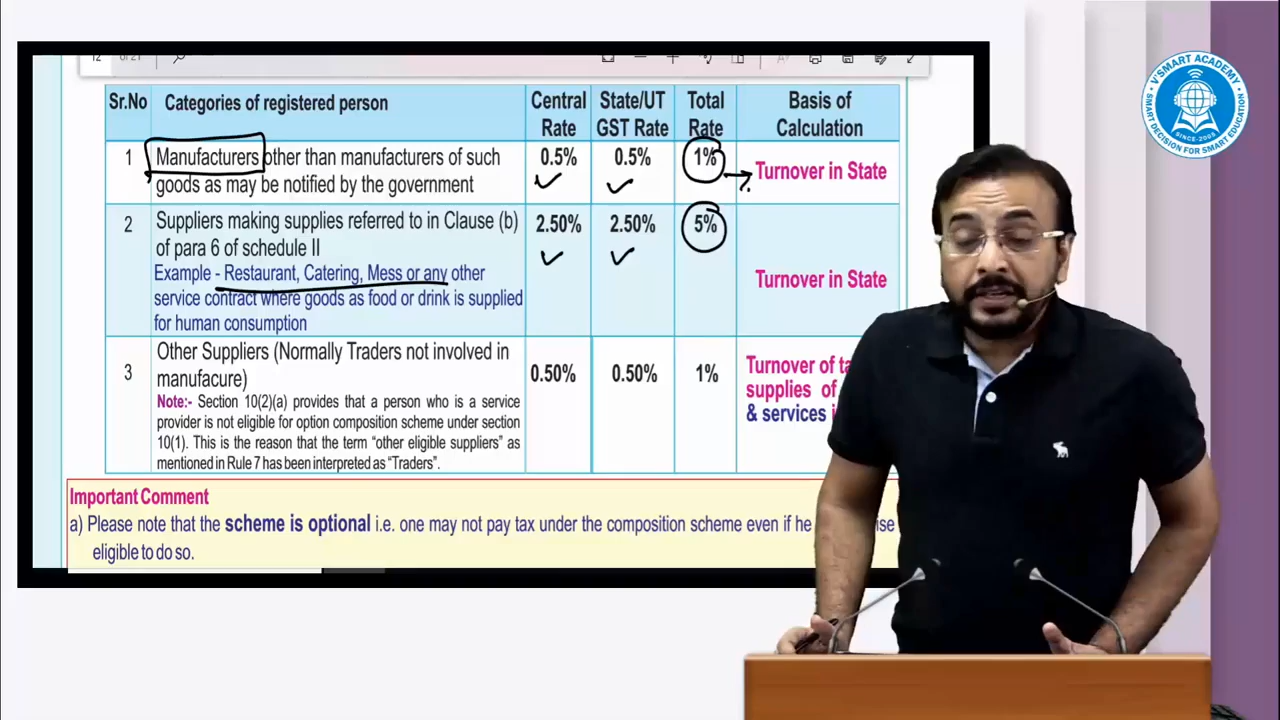 12 of 21
Sr.No Categories of registered person Central Rate State/UT GST Rate Total Rate Basis of Calculation
1 Manufacturers other than manufacturers of such 0.5% 0.5% 1% Turnover in State
goods as may be notified by the government
2 Suppliers making supplies referred to in Clause (b) 2.50% 2.50% 5%
of para 6 of schedule II
Example - Restaurant, Catering, Mess or any other Turnover in State
service contract where goods as food or drink is supplied
for human consumption
Other Suppliers (Normally Traders not involved in
3 manufacure) 0.50% 0.50% 1% Turnover of
supplies of
& services
Note:- Section 10(2)(a) provides that a person who is a service
provider is not eligible for option composition scheme under section
10(1). This is the reason that the term “other eligible suppliers” as
mentioned in Rule 7 has been interpreted as “Traders”.
Important Comment
a) Please note that the scheme is optional i.e. one may not pay tax under the composition scheme even if he
eligible to do so.
V'SMART ACADEMY
SMART DECISION FOR SMART EDUCATION
SINCE-2005